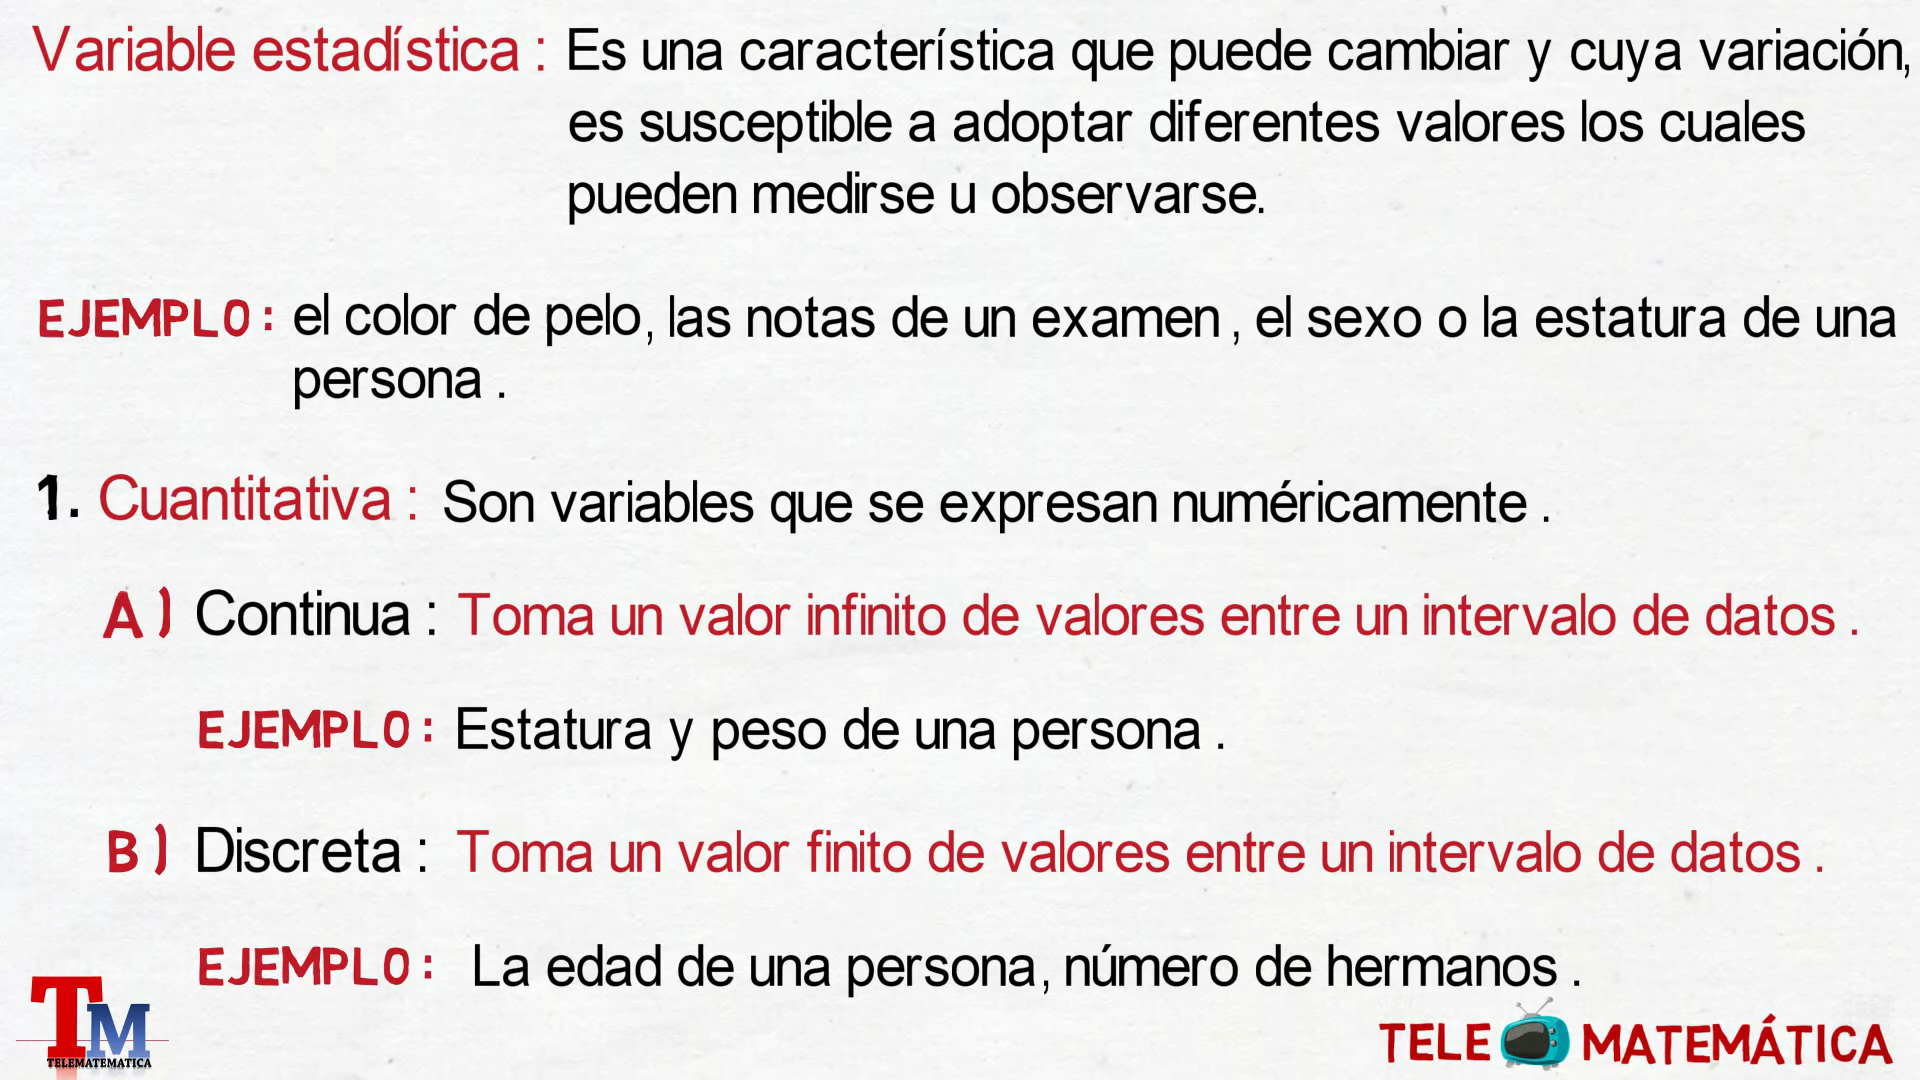 Variable estadística : Es una característica que puede cambiar y cuya variación,
es susceptible a adoptar diferentes valores los cuales
pueden medirse u observarse.
EJEMPLO : el color de pelo, las notas de un examen , el sexo o la estatura de una
persona .
1. Cuantitativa : Son variables que se expresan numéricamente .
A ) Continua : Toma un valor infinito de valores entre un intervalo de datos .
EJEMPLO : Estatura y peso de una persona .
B ) Discreta : Toma un valor finito de valores entre un intervalo de datos .
EJEMPLO : La edad de una persona, número de hermanos .
TM
TELEMATEMATICA
TELE MATEMÁTICA